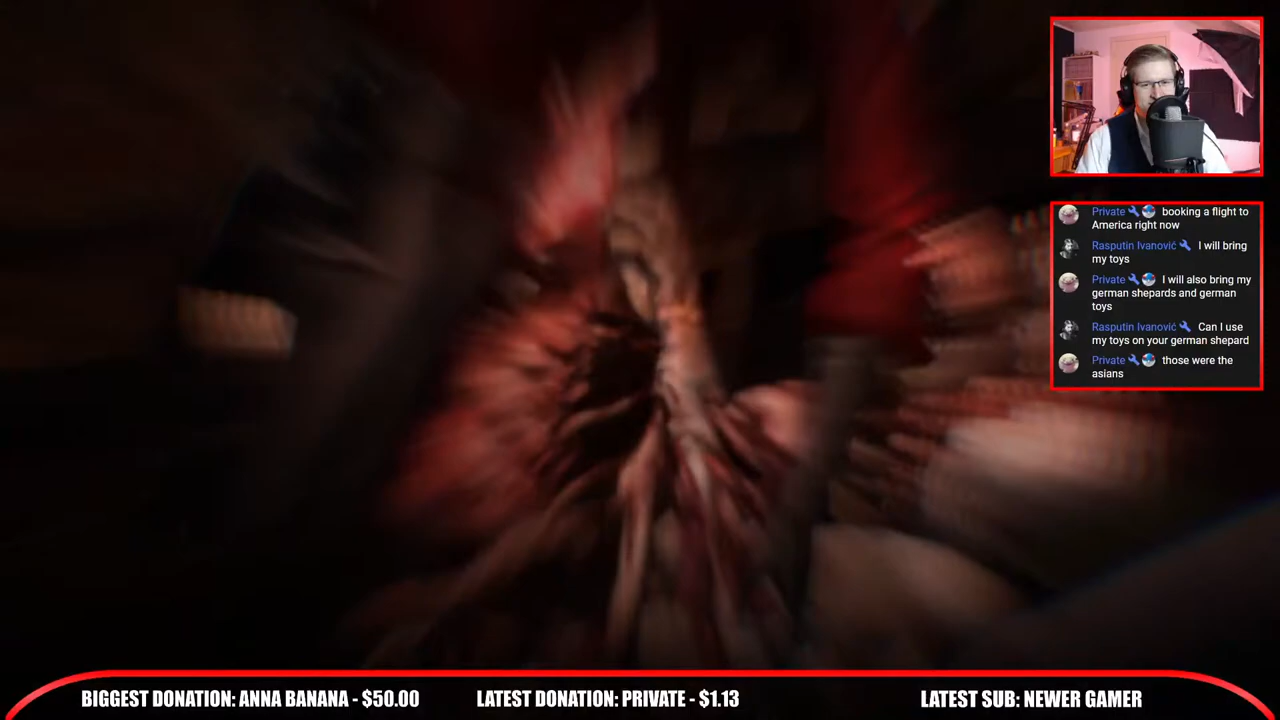 Private booking a flight to
America right now
Rasputin Ivanović I will bring
my toys
Private I will also bring my
german shepards and german
toys
Rasputin Ivanović Can I use
my toys on your german shepard
Private those were the
asians
BIGGEST DONATION: ANNA BANANA - $50.00 LATEST DONATION: PRIVATE - $1.13 LATEST SUB: NEWER GAMER